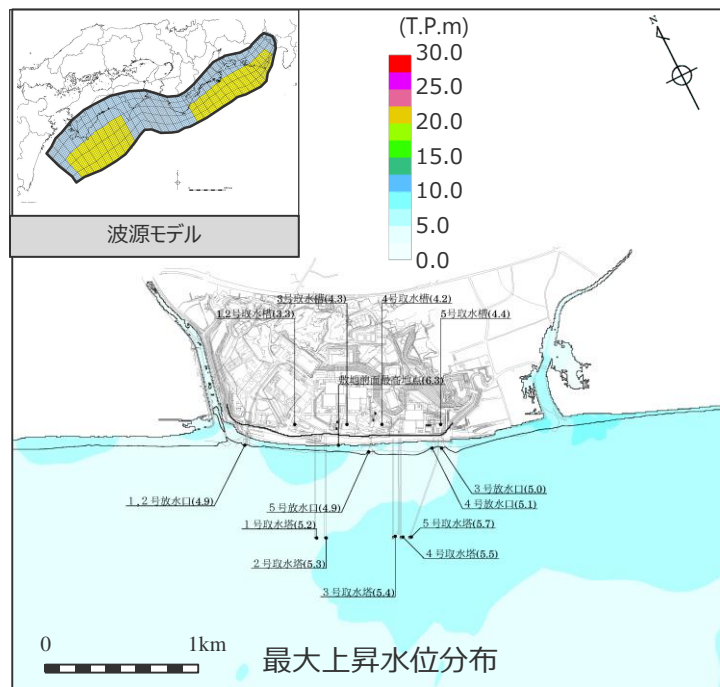 (T.P.m)
30.0
25.0
20.0
15.0
10.0
5.0
0.0
N
波源モデル
3号取水槽(4.3)
4号取水槽(4.2)
1,2号取水槽(3.3)
5号取水槽(4.4)
敷地前面最高地点(6.3)
1,2号放水口(4.9)
5号放水口(4.9)
3号放水口(5.0)
4号放水口(5.1)
1号取水塔(5.2)
5号取水塔(5.7)
2号取水塔(5.3)
4号取水塔(5.5)
3号取水塔(5.4)
0 1km
最大上昇水位分布